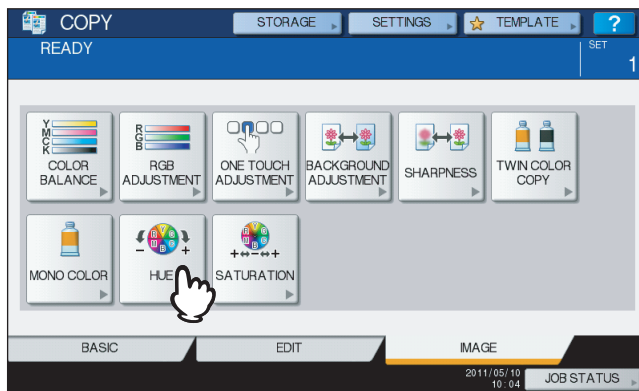 COPY
STORAGE
SETTINGS
TEMPLATE
?
READY
SET
1
Y
M
C
K
COLOR
BALANCE
R
G
B
RGB
ADJUSTMENT
ONE TOUCH
ADJUSTMENT
BACKGROUND
ADJUSTMENT
SHARPNESS
TWIN COLOR
COPY
MONO COLOR
- +
HUE
+ - +
SATURATION
BASIC
EDIT
IMAGE
2011/05/10
10:04
JOB STATUS